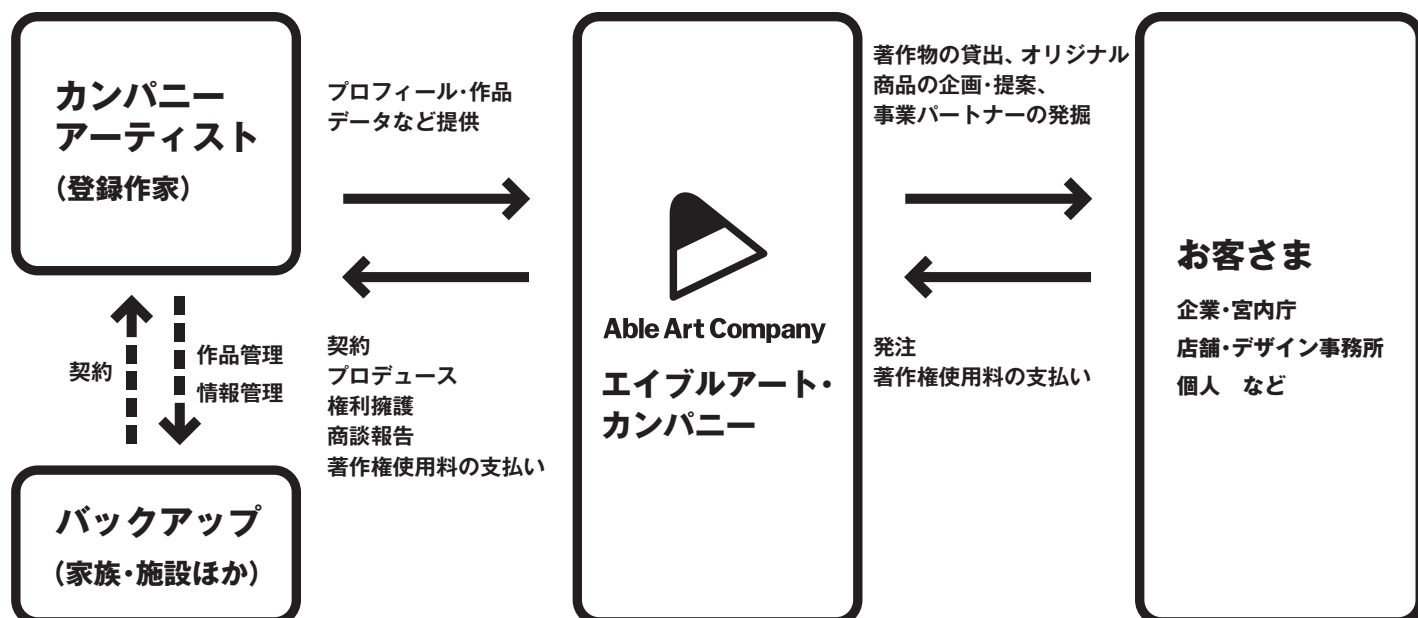 カンパニー
アーティスト
（登録作家）
プロフィール・作品
データなど提供
契約
プロデュース
権利擁護
商談報告
著作権使用料の支払い
契約
作品管理
情報管理
バックアップ
（家族・施設ほか）
Able Art Company
エイブルアート・
カンパニー
著作物の貸出、オリジナル
商品の企画・提案、
事業パートナーの発掘
発注
著作権使用料の支払い
お客さま
企業・宮内庁
店舗・デザイン事務所
個人　など